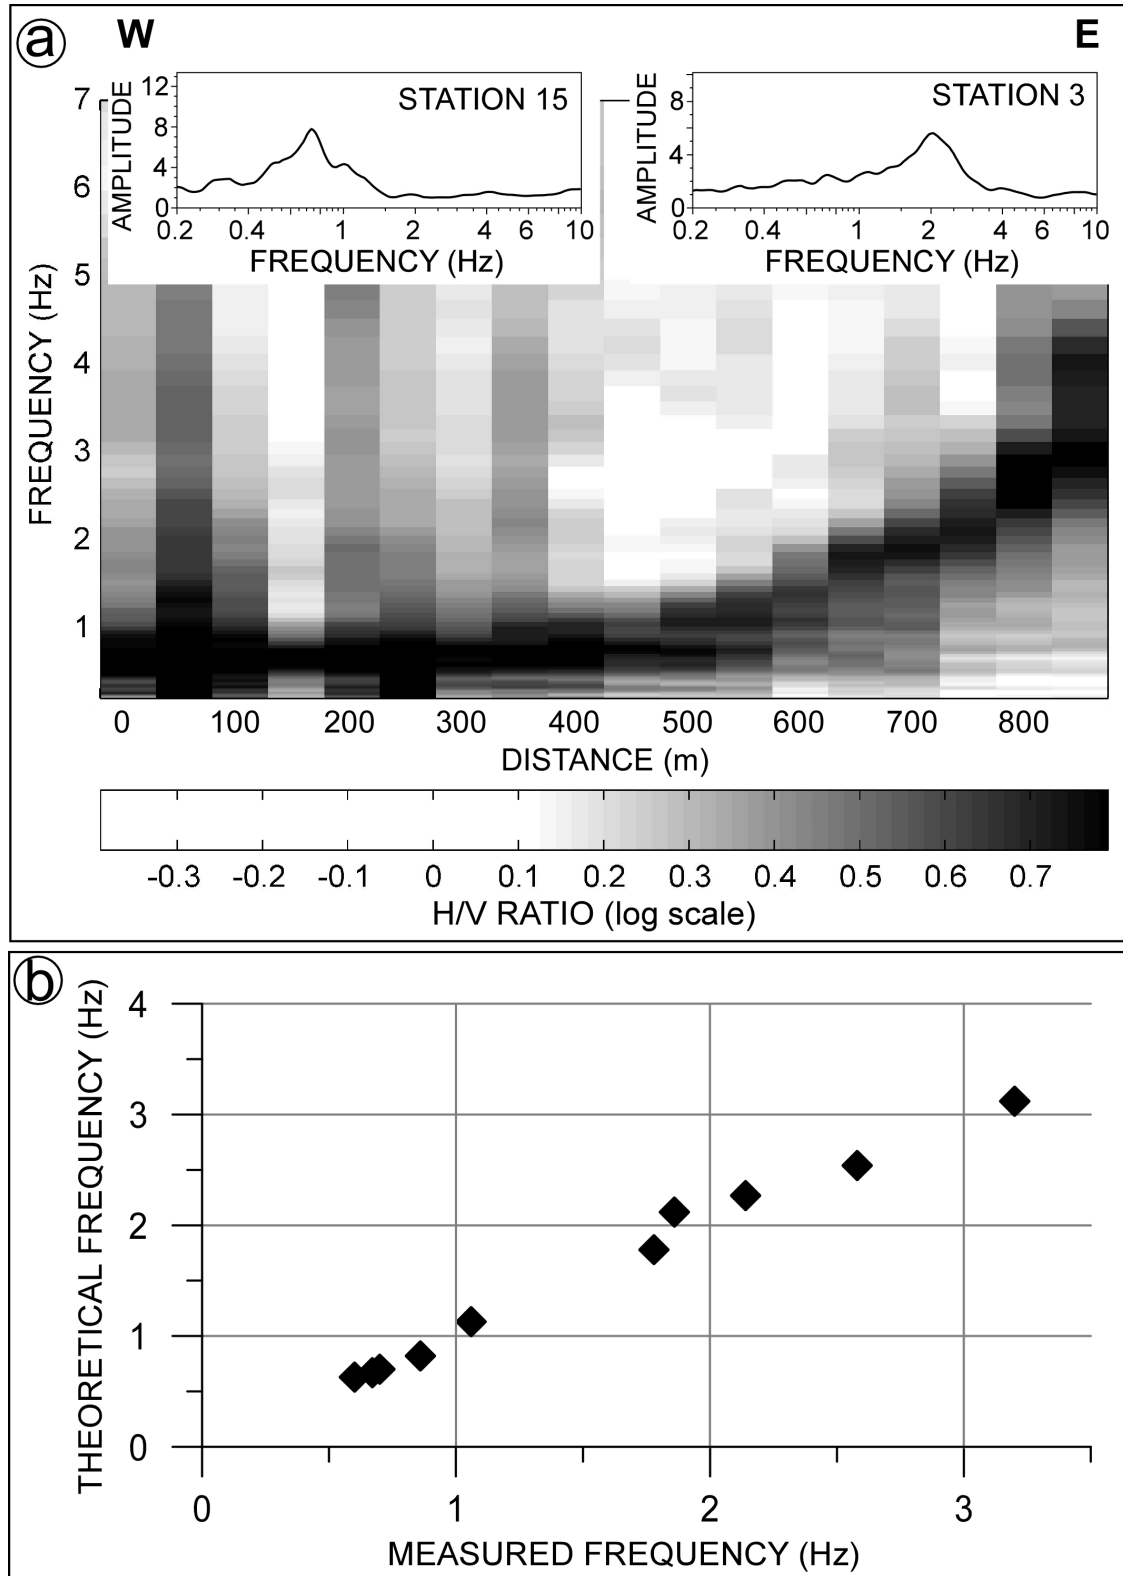 a
W
E
STATION 15
AMPLITUDE
12
8
4
0
0.2 0.4 1 2 4 6 10
FREQUENCY (Hz)
STATION 3
AMPLITUDE
8
4
0
0.2 0.4 1 2 4 6 10
FREQUENCY (Hz)
FREQUENCY (Hz)
7
6
5
4
3
2
1
0 100 200 300 400 500 600 700 800
DISTANCE (m)
-0.3 -0.2 -0.1 0 0.1 0.2 0.3 0.4 0.5 0.6 0.7
H/V RATIO (log scale)
b
THEORETICAL FREQUENCY (Hz)
4
3
2
1
0
0 1 2 3
MEASURED FREQUENCY (Hz)